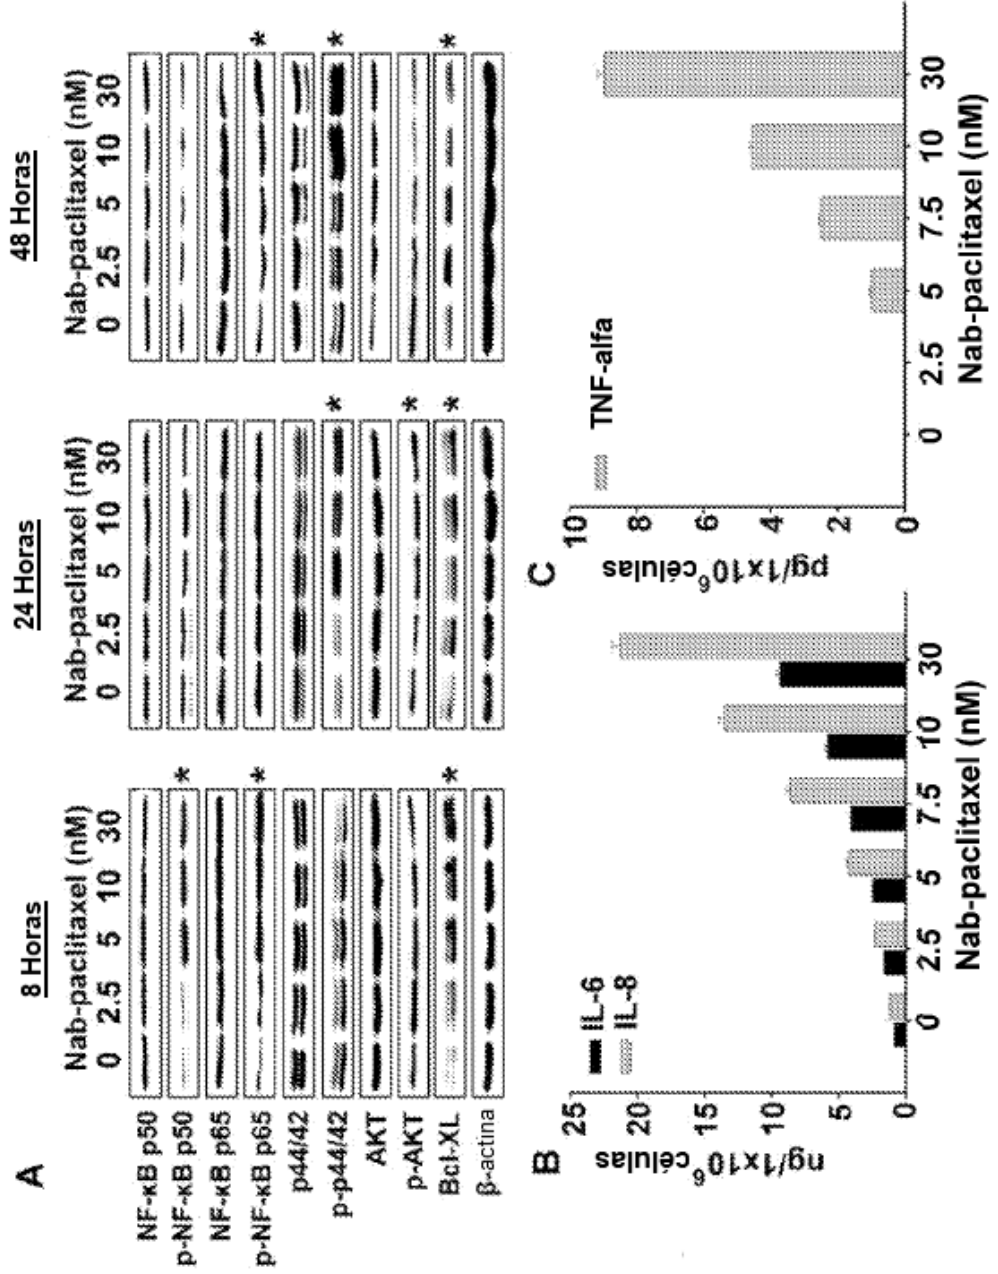 A
8 Horas
24 Horas
48 Horas
Nab-paclitaxel (nM)
Nab-paclitaxel (nM)
Nab-paclitaxel (nM)
0 2.5 5 10 30
0 2.5 5 10 30
0 2.5 5 10 30
NF-κB p50
p-NF-κB p50 *
NF-κB p65
p-NF-κB p65 * *
p44/42
p-p44/42 * *
AKT
p-AKT *
Bcl-XL * * *
β-actina
B
ng/1x10⁶ células
25
20
15
10
5
0
IL-6
IL-8
0 2.5 5 7.5 10 30
Nab-paclitaxel (nM)
C
pg/1x10⁶ células
10
8
6
4
2
0
TNF-alfa
0 2.5 5 7.5 10 30
Nab-paclitaxel (nM)